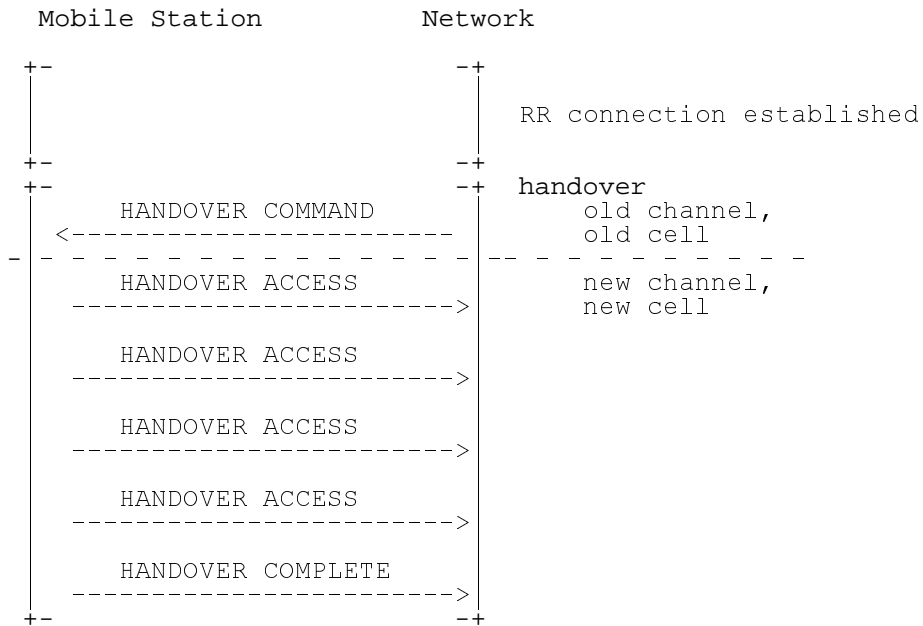 Mobile Station Network
RR connection established
handover
HANDOVER COMMAND old channel,
old cell
HANDOVER ACCESS new channel,
new cell
HANDOVER ACCESS
HANDOVER ACCESS
HANDOVER ACCESS
HANDOVER COMPLETE